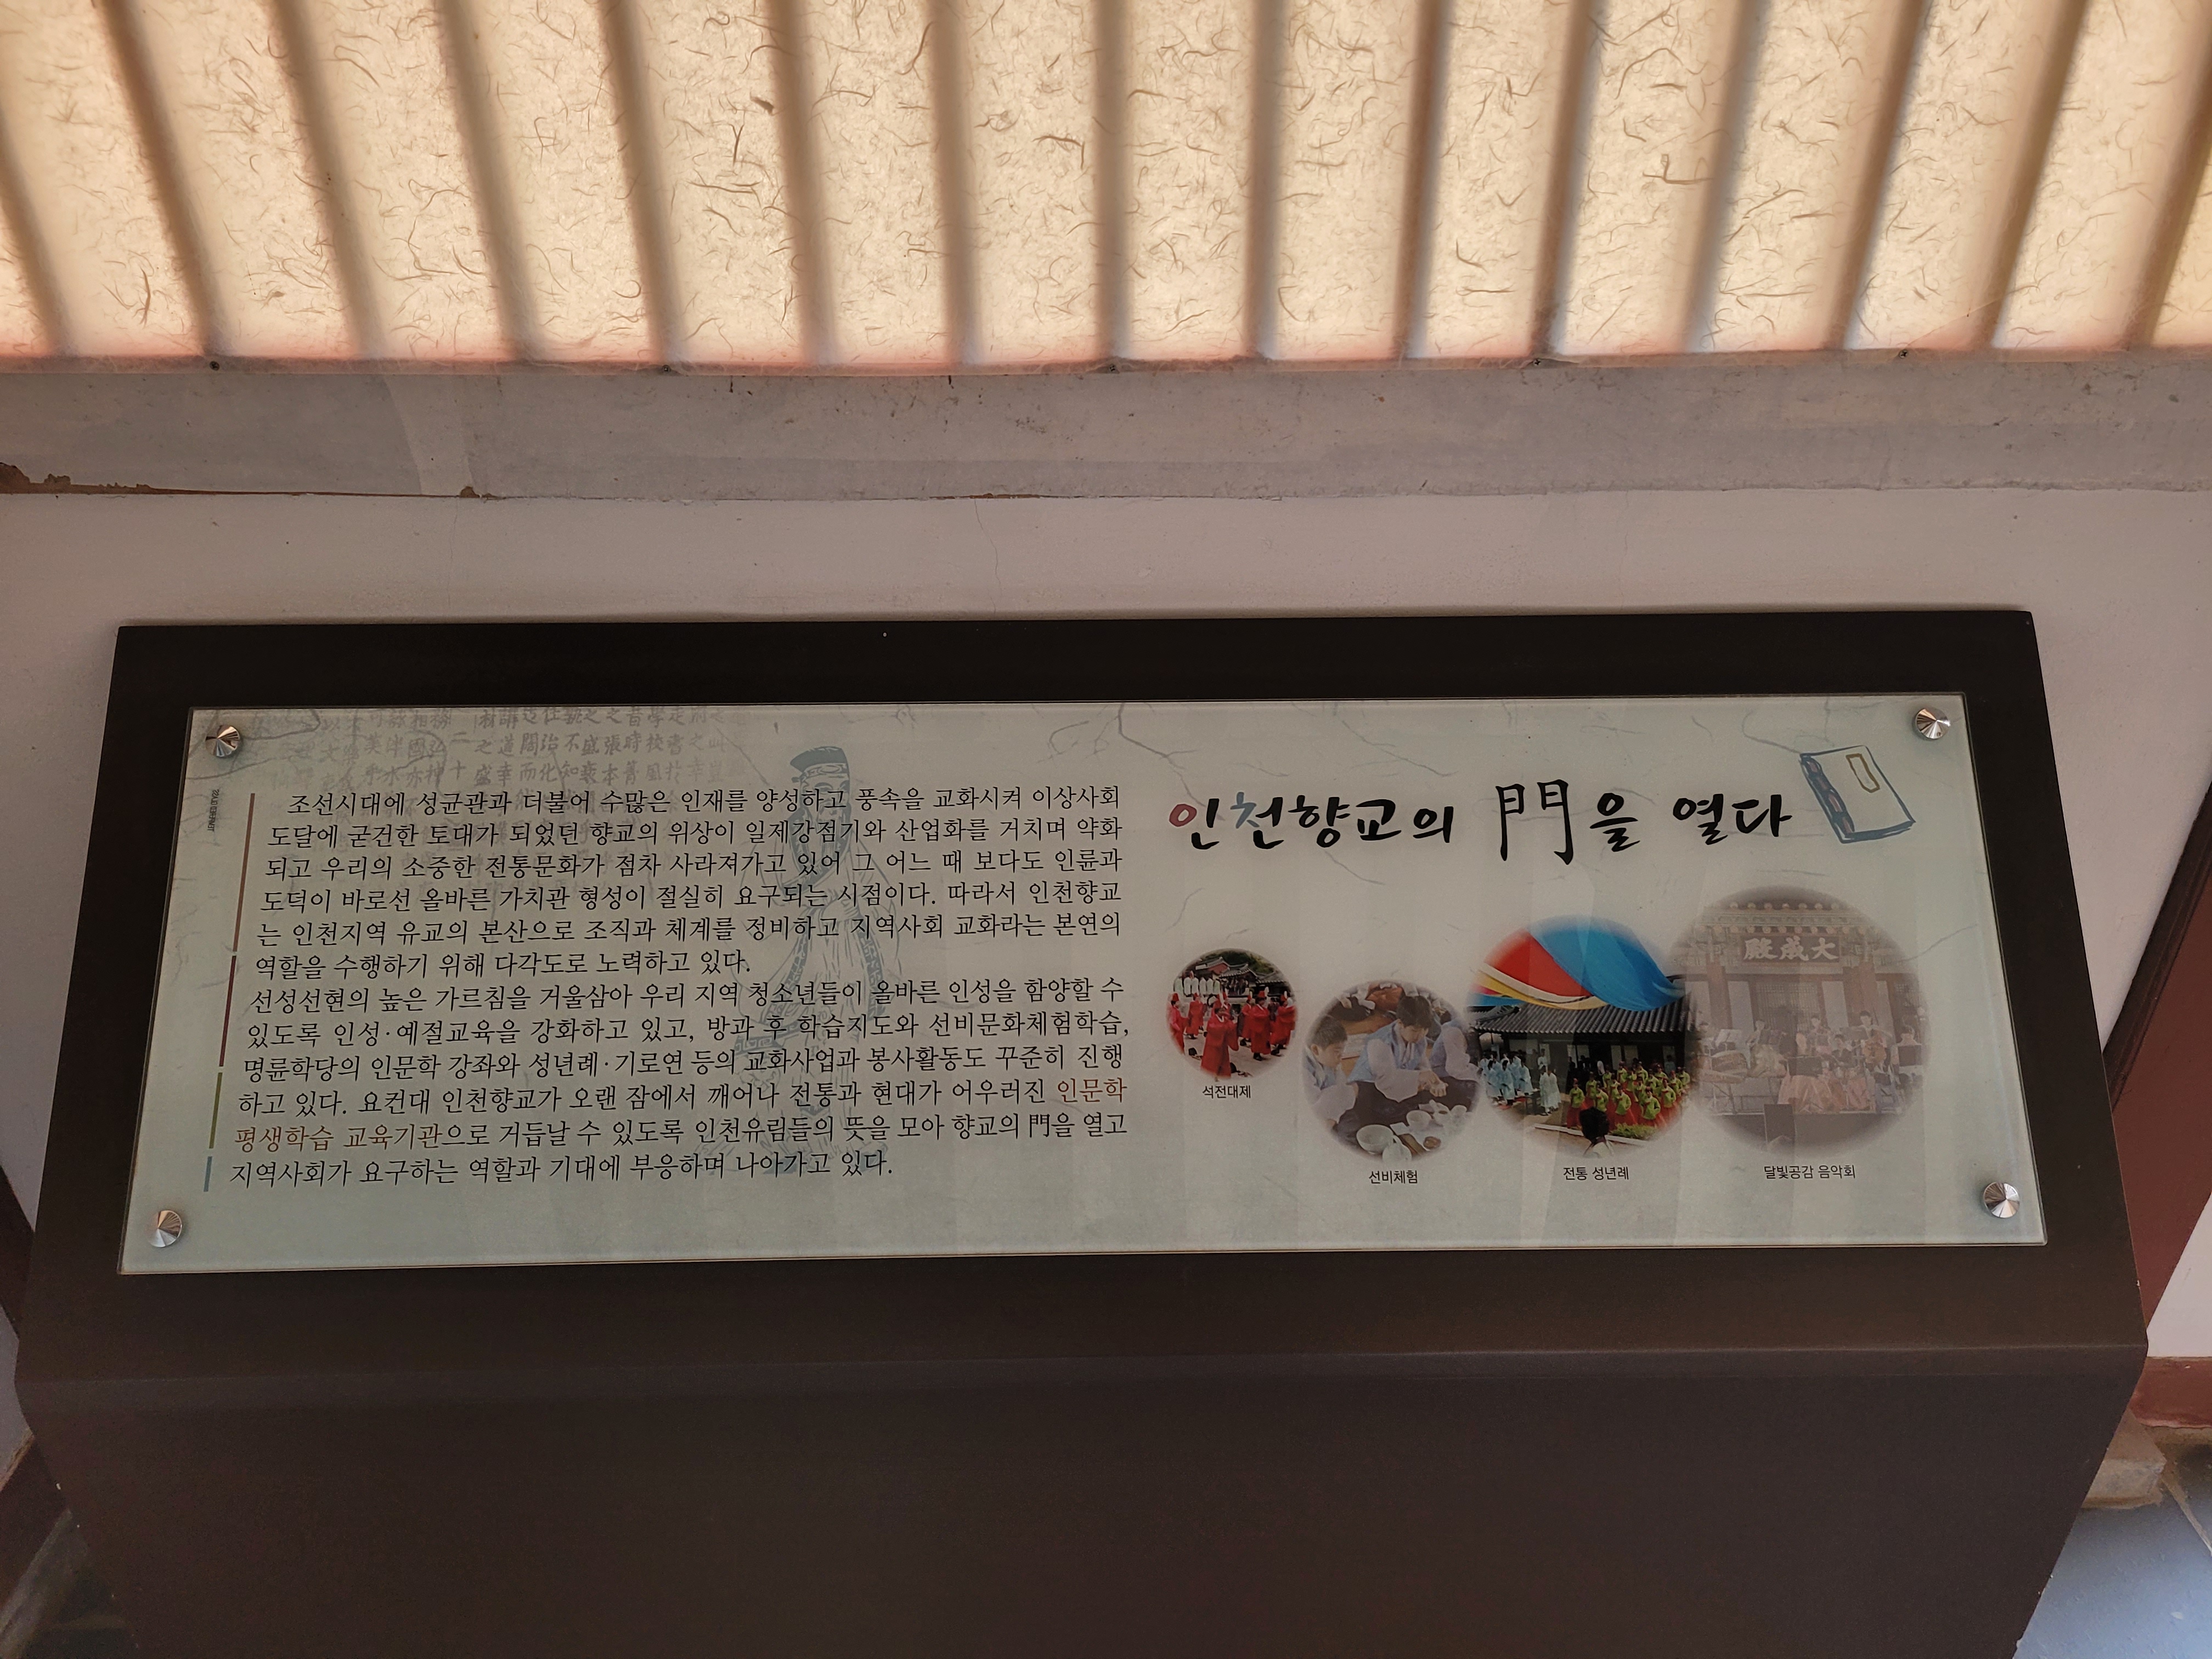 인천향교의 門을 열다
조선시대에 성균관과 더불어 수많은 인재를 양성하고 풍속을 교화시켜 이상사회
도달에 굳건한 토대가 되었던 향교의 위상이 일제강점기와 산업화를 거치며 약화
되고 우리의 소중한 전통문화가 점차 사라져가고 있어 그 어느 때 보다도 인륜과
도덕이 바로선 올바른 가치관 형성이 절실히 요구되는 시점이다. 따라서 인천향교
는 인천지역 유교의 본산으로 조직과 체계를 정비하고 지역사회 교화라는 본연의
역할을 수행하기 위해 다각도로 노력하고 있다.
선성선현의 높은 가르침을 거울삼아 우리 지역 청소년들이 올바른 인성을 함양할 수
있도록 인성·예절교육을 강화하고 있고, 방과 후 학습지도와 선비문화체험학습,
명륜학당의 인문학 강좌와 성년례·기로연 등의 교화사업과 봉사활동도 꾸준히 진행
하고 있다. 요컨대 인천향교가 오랜 잠에서 깨어나 전통과 현대가 어우러진 인문학
평생학습 교육기관으로 거듭날 수 있도록 인천유림들의 뜻을 모아 향교의 門을 열고
지역사회가 요구하는 역할과 기대에 부응하며 나아가고 있다.
殿成大
석전대제
선비체험
전통 성년례
달빛공감 음악회